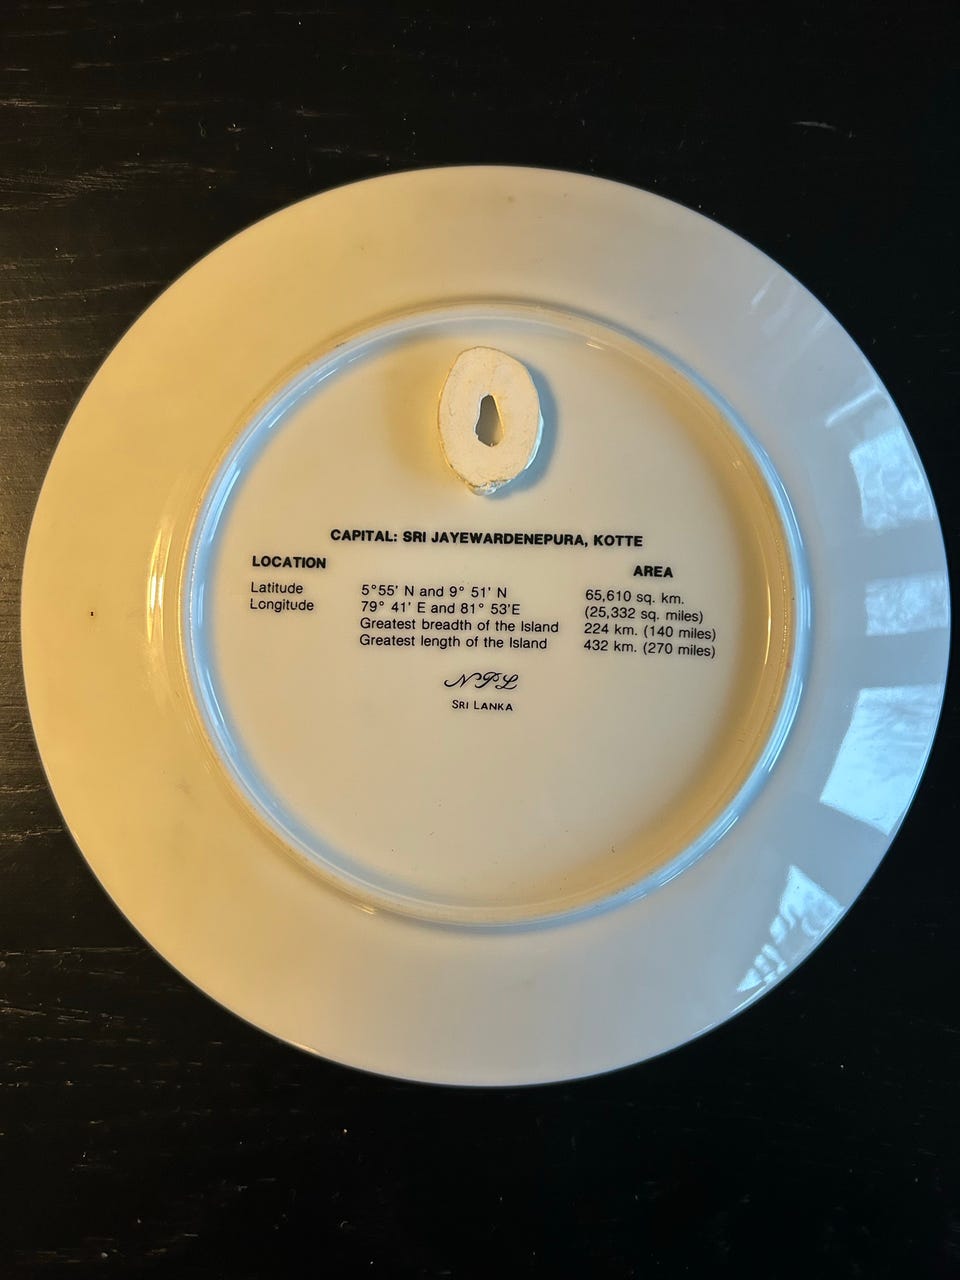 CAPITAL: SRI JAYEWARDENEPURA, KOTTE
LOCATION AREA
Latitude 5°55' N and 9° 51' N 65,610 sq. km.
Longitude 79° 41' E and 81° 53'E (25,332 sq. miles)
Greatest breadth of the Island 224 km. (140 miles)
Greatest length of the Island 432 km. (270 miles)
NPL
SRI LANKA